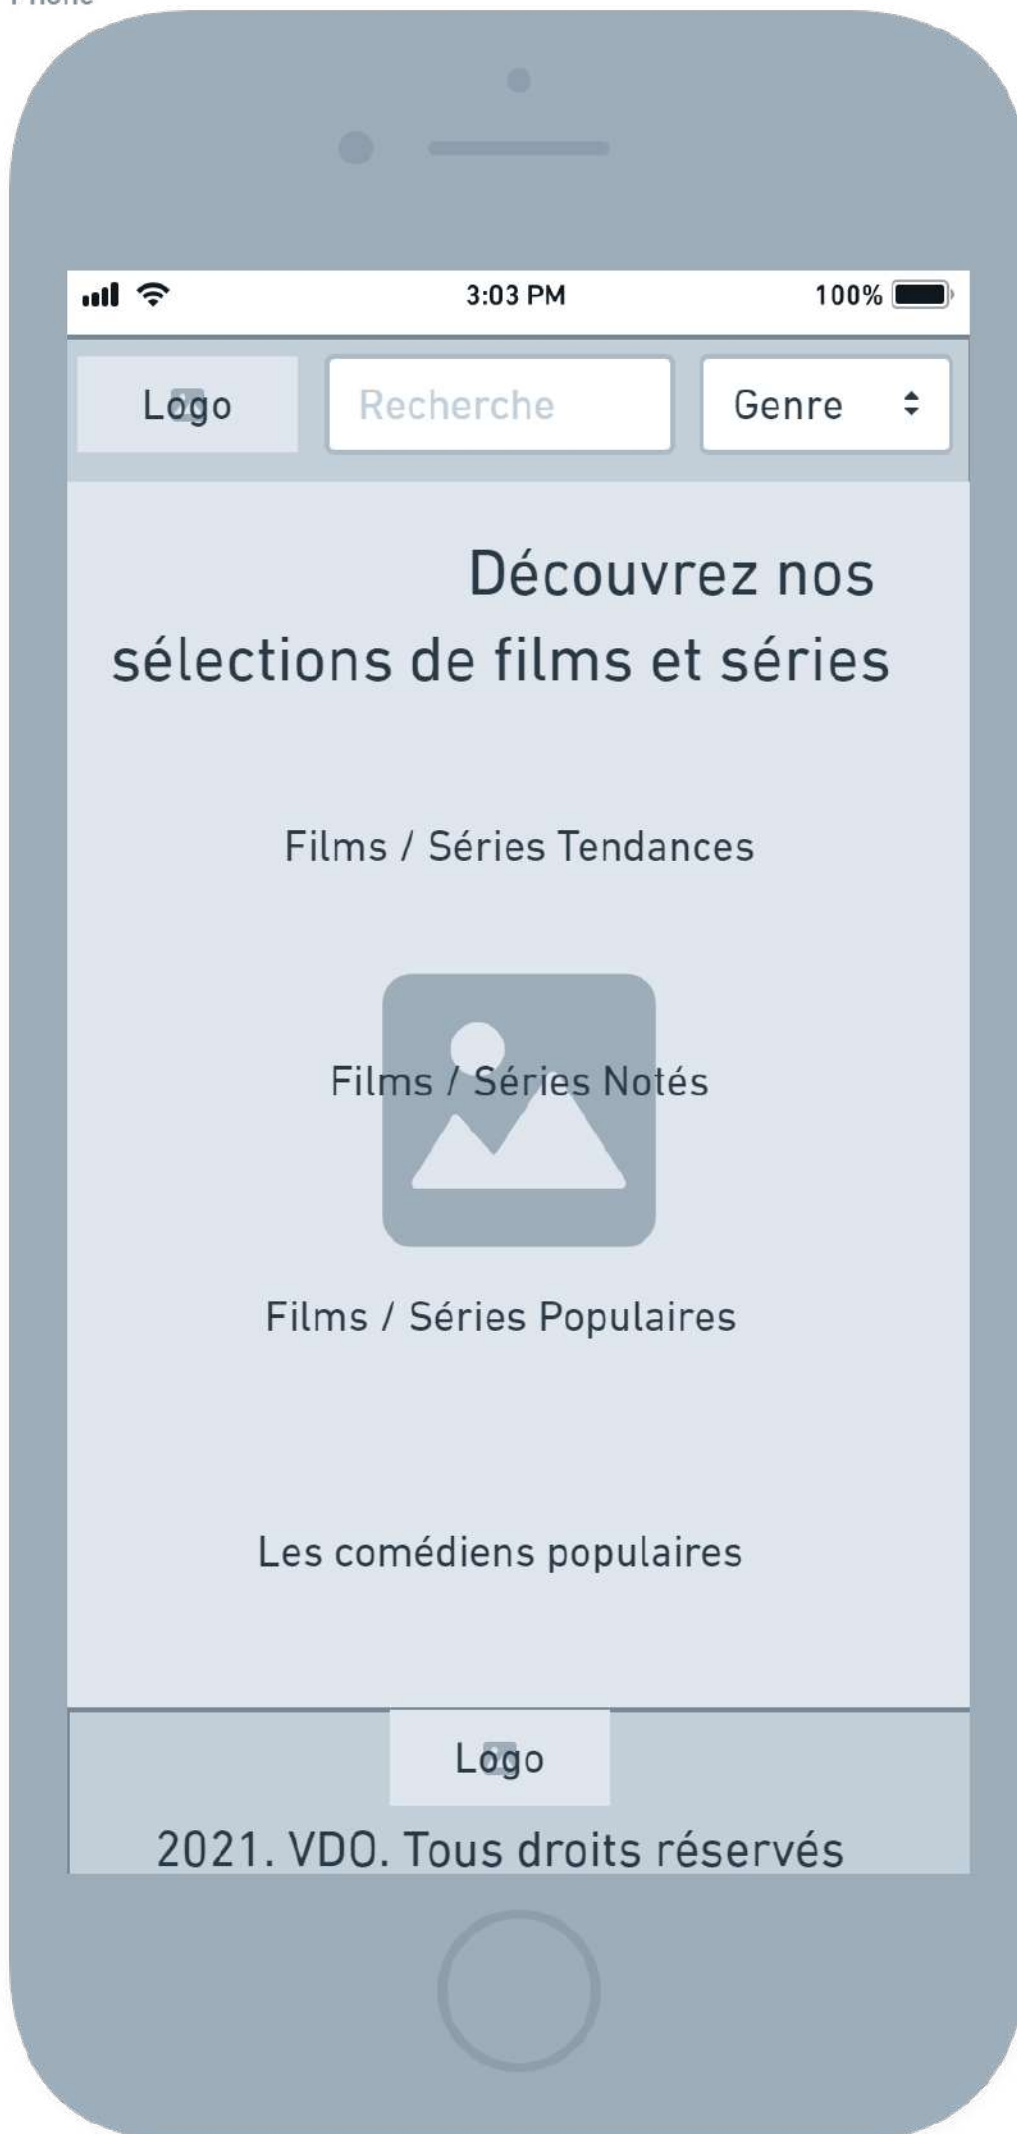 Phone
3:03 PM 100%
Logo Recherche Genre
Découvrez nos
sélections de films et séries
Films / Séries Tendances
Films / Séries Notés
Films / Séries Populaires
Les comédiens populaires
Logo
2021. VDO. Tous droits réservés